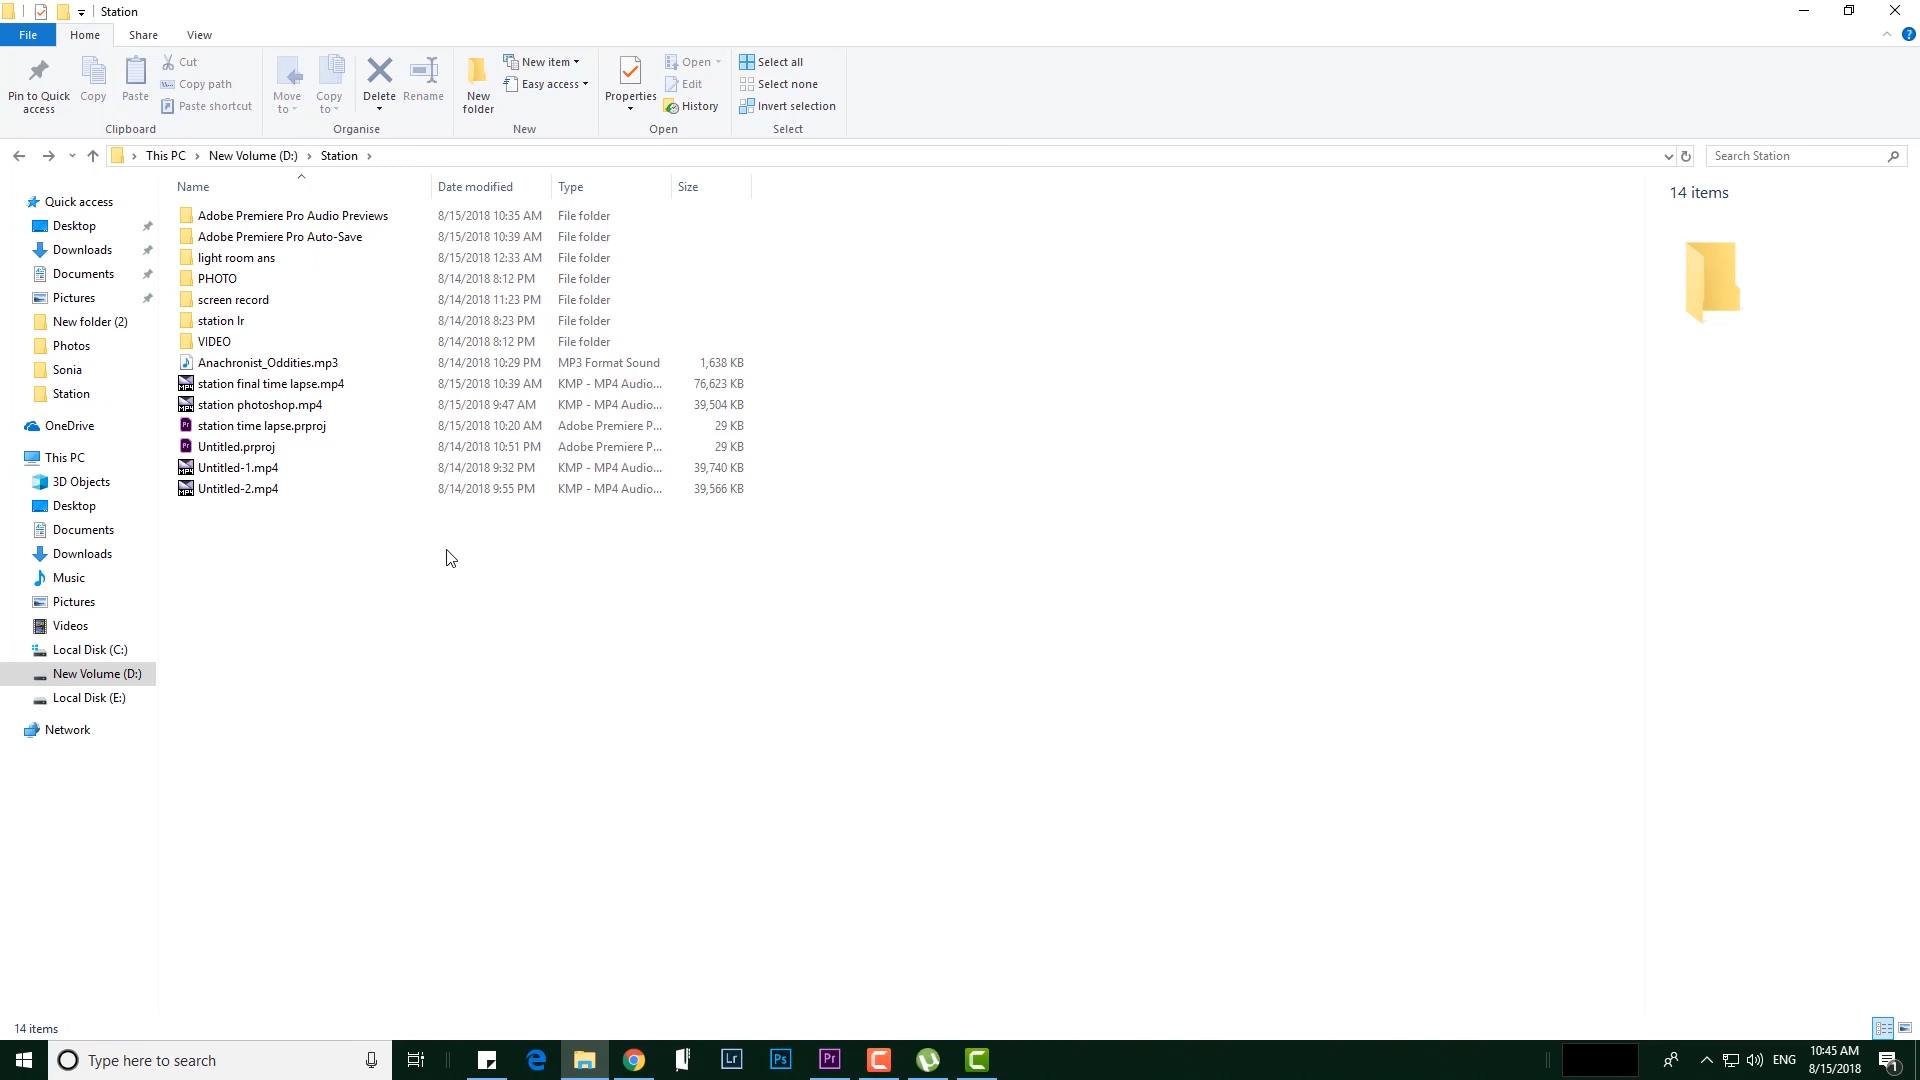 Station
File Home Share View
Pin to Quick access
Copy
Paste
Cut
Copy path
Paste shortcut
Clipboard
Move to
Copy to
Delete
Rename
Organise
New folder
New item
Easy access
New
Properties
Open
Edit
History
Open
Select all
Select none
Invert selection
Select
This PC > New Volume (D:) > Station >
Search Station
Quick access
Desktop
Downloads
Documents
Pictures
New folder (2)
Photos
Sonia
Station
OneDrive
This PC
3D Objects
Desktop
Documents
Downloads
Music
Pictures
Videos
Local Disk (C:)
New Volume (D:)
Local Disk (E:)
Network
Name Date modified Type Size
Adobe Premiere Pro Audio Previews 8/15/2018 10:35 AM File folder
Adobe Premiere Pro Auto-Save 8/15/2018 10:39 AM File folder
light room ans 8/15/2018 12:33 AM File folder
PHOTO 8/14/2018 8:12 PM File folder
screen record 8/14/2018 11:23 PM File folder
station lr 8/14/2018 8:23 PM File folder
VIDEO 8/14/2018 8:12 PM File folder
Anachronist_Oddities.mp3 8/14/2018 10:29 PM MP3 Format Sound 1,638 KB
station final time lapse.mp4 8/15/2018 10:39 AM KMP - MP4 Audio... 76,623 KB
station photoshop.mp4 8/15/2018 9:47 AM KMP - MP4 Audio... 39,504 KB
station time lapse.prproj 8/15/2018 10:20 AM Adobe Premiere P... 29 KB
Untitled.prproj 8/14/2018 10:51 PM Adobe Premiere P... 29 KB
Untitled-1.mp4 8/14/2018 9:32 PM KMP - MP4 Audio... 39,740 KB
Untitled-2.mp4 8/14/2018 9:55 PM KMP - MP4 Audio... 39,566 KB
14 items
14 items
Type here to search
Lr
Ps
Pr
ENG
10:45 AM
8/15/2018
1